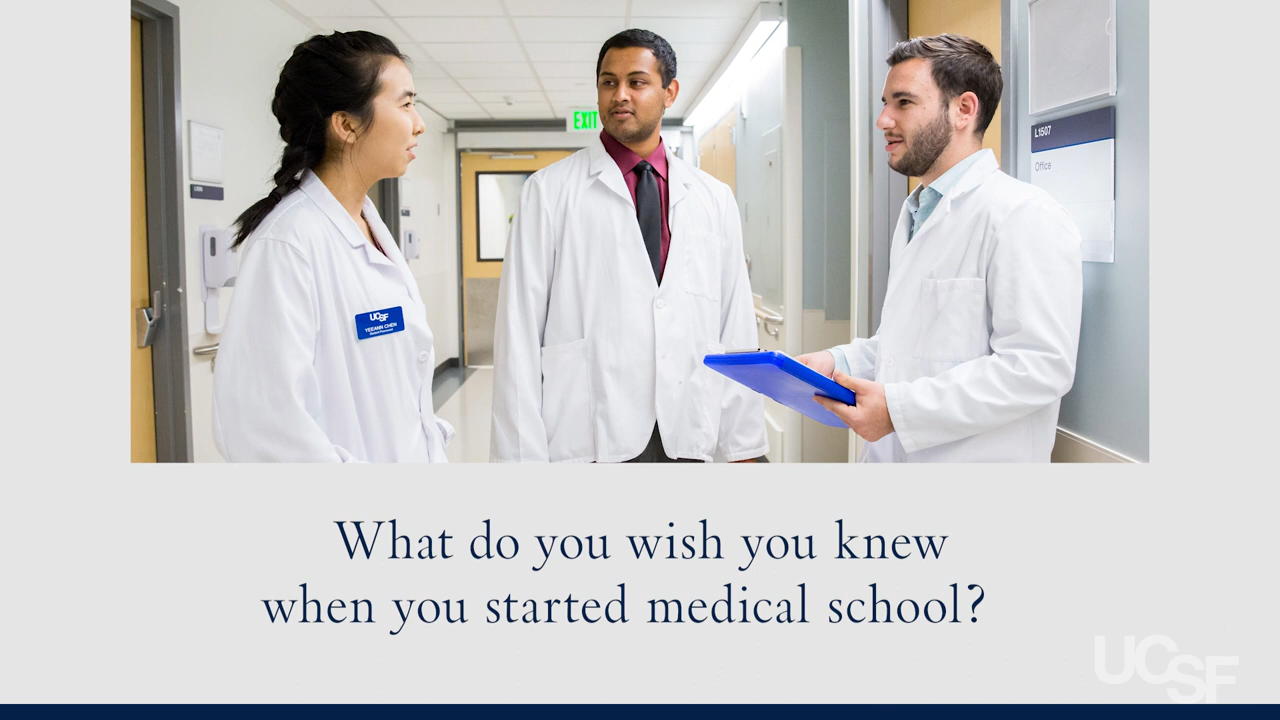 EXIT
L1507
Office
UCSF
YEEANN CHEN
What do you wish you knew
when you started medical school?
UCSF